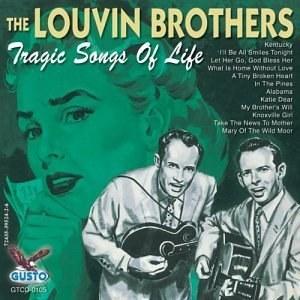 THE LOUVIN BROTHERS
Tragic Songs Of Life
Kentucky
I'll Be All Smiles Tonight
Let Her Go, God Bless Her
What Is Home Without Love
A Tiny Broken Heart
In The Pines
Alabama
Katie Dear
My Brother's Will
Knoxville Girl
Take The News To Mother
Mary Of The Wild Moor
GUSTO
GTCD-0105